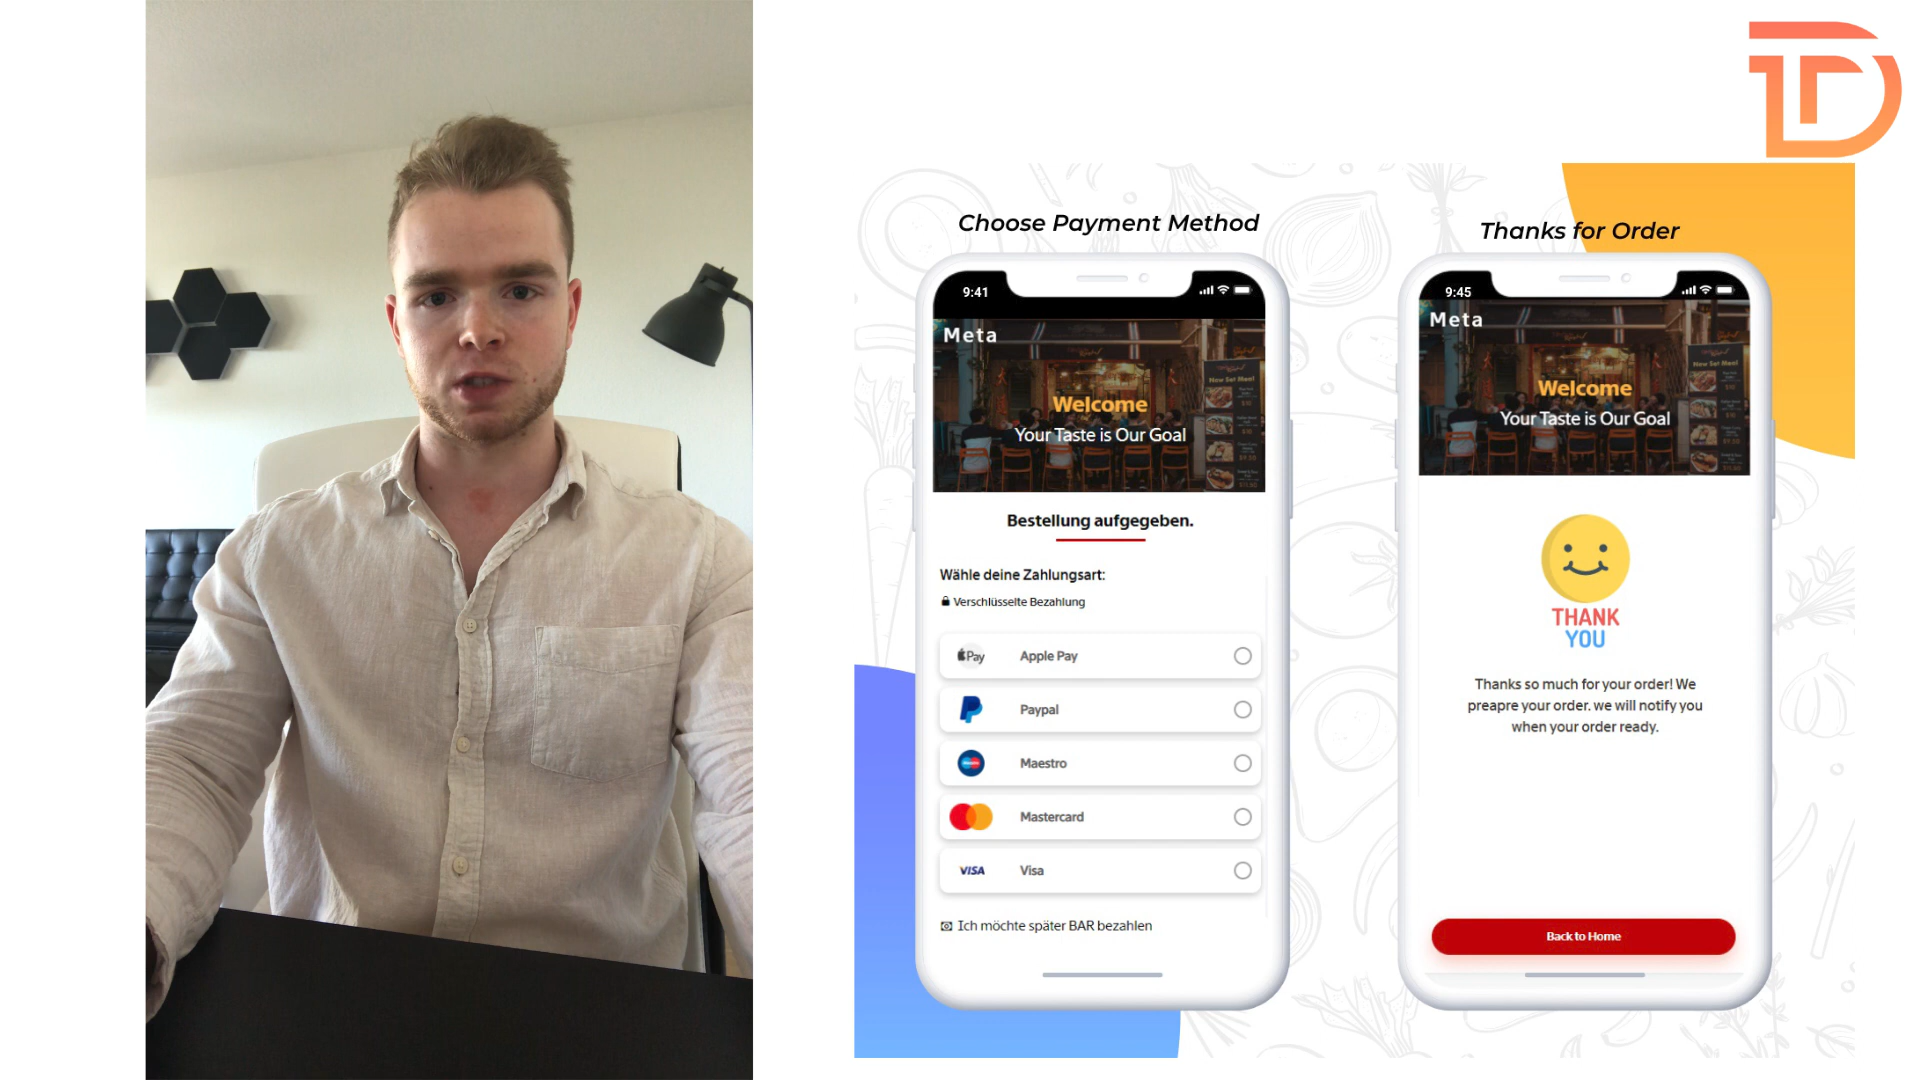 Choose Payment Method
9:41
Meta
Welcome
Your Taste is Our Goal
Bestellung aufgegeben.
Wähle deine Zahlungsart:
Verschlüsselte Bezahlung
Pay Apple Pay
Paypal
Maestro
Mastercard
VISA Visa
Ich möchte später BAR bezahlen
Thanks for Order
9:45
Meta
Welcome
Your Taste is Our Goal
THANK
YOU
Thanks so much for your order! We
preapre your order. we will notify you
when your order ready.
Back to Home
New Set Meal